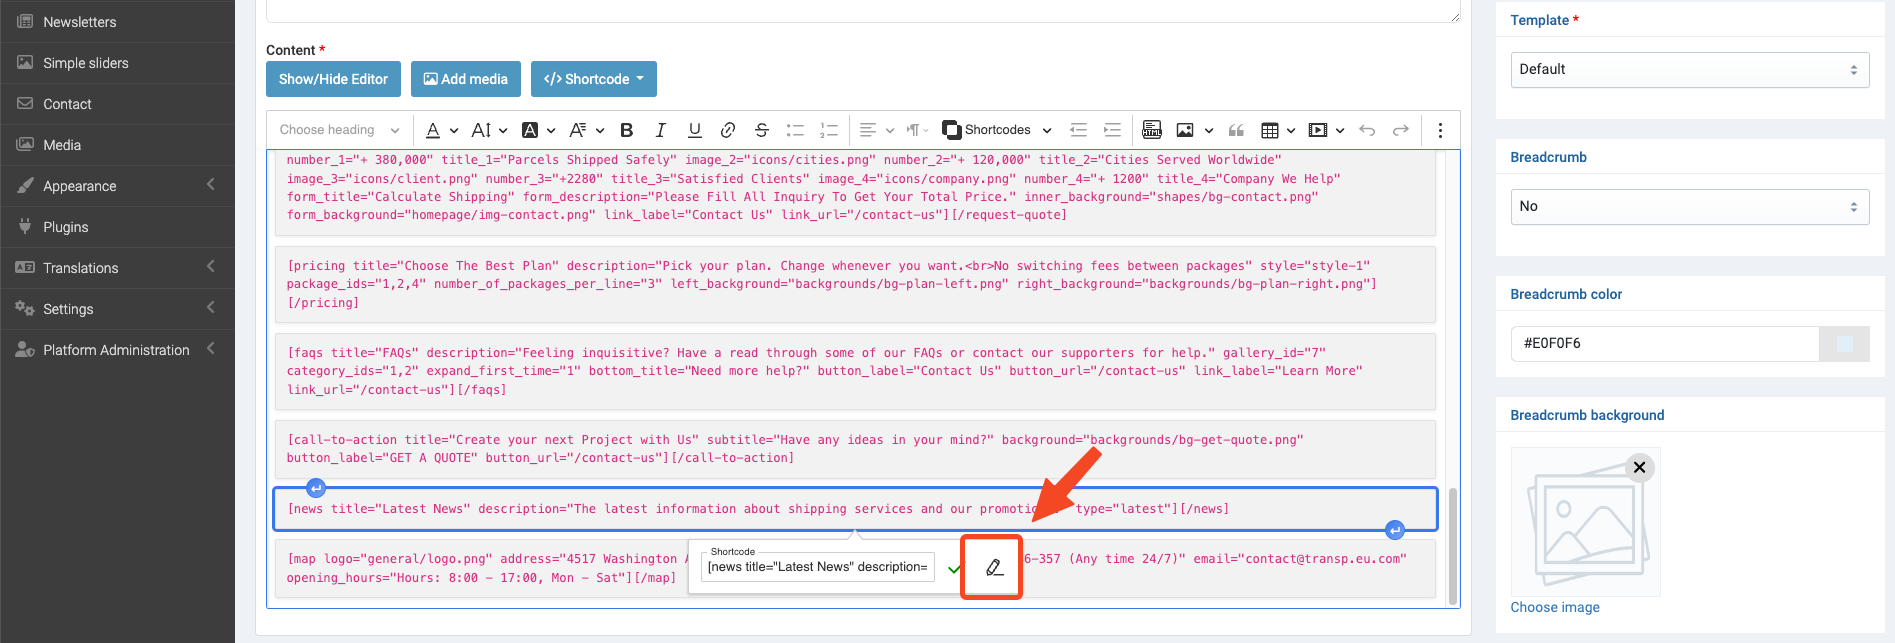 Newsletters
Simple sliders
Contact
Media
Appearance
Plugins
Translations
Settings
Platform Administration
Content *
Show/Hide Editor
Add media
</> Shortcode
Choose heading
Shortcodes
number_1="+ 380,000" title_1="Parcels Shipped Safely" image_2="icons/cities.png" number_2="+ 120,000" title_2="Cities Served Worldwide"
image_3="icons/client.png" number_3="+2280" title_3="Satisfied Clients" image_4="icons/company.png" number_4="+ 1200" title_4="Company We Help"
form_title="Calculate Shipping" form_description="Please Fill All Inquiry To Get Your Total Price." inner_background="shapes/bg-contact.png"
form_background="homepage/img-contact.png" link_label="Contact Us" link_url="/contact-us"][/request-quote]
[pricing title="Choose The Best Plan" description="Pick your plan. Change whenever you want.<br>No switching fees between packages" style="style-1"
package_ids="1,2,4" number_of_packages_per_line="3" left_background="backgrounds/bg-plan-left.png" right_background="backgrounds/bg-plan-right.png"]
[/pricing]
[faqs title="FAQs" description="Feeling inquisitive? Have a read through some of our FAQs or contact our supporters for help." gallery_id="7"
category_ids="1,2" expand_first_time="1" bottom_title="Need more help?" button_label="Contact Us" button_url="/contact-us" link_label="Learn More"
link_url="/contact-us"][/faqs]
[call-to-action title="Create your next Project with Us" subtitle="Have any ideas in your mind?" background="backgrounds/bg-get-quote.png"
button_label="GET A QUOTE" button_url="/contact-us"][/call-to-action]
[news title="Latest News" description="The latest information about shipping services and our promotio type="latest"][/news]
[map logo="general/logo.png" address="4517 Washington 6-357 (Any time 24/7)" email="contact@transp.eu.com"
opening_hours="Hours: 8:00 - 17:00, Mon - Sat"][/map]
Shortcode
[news title="Latest News" description=
Template *
Default
Breadcrumb
No
Breadcrumb color
#E0F0F6
Breadcrumb background
Choose image